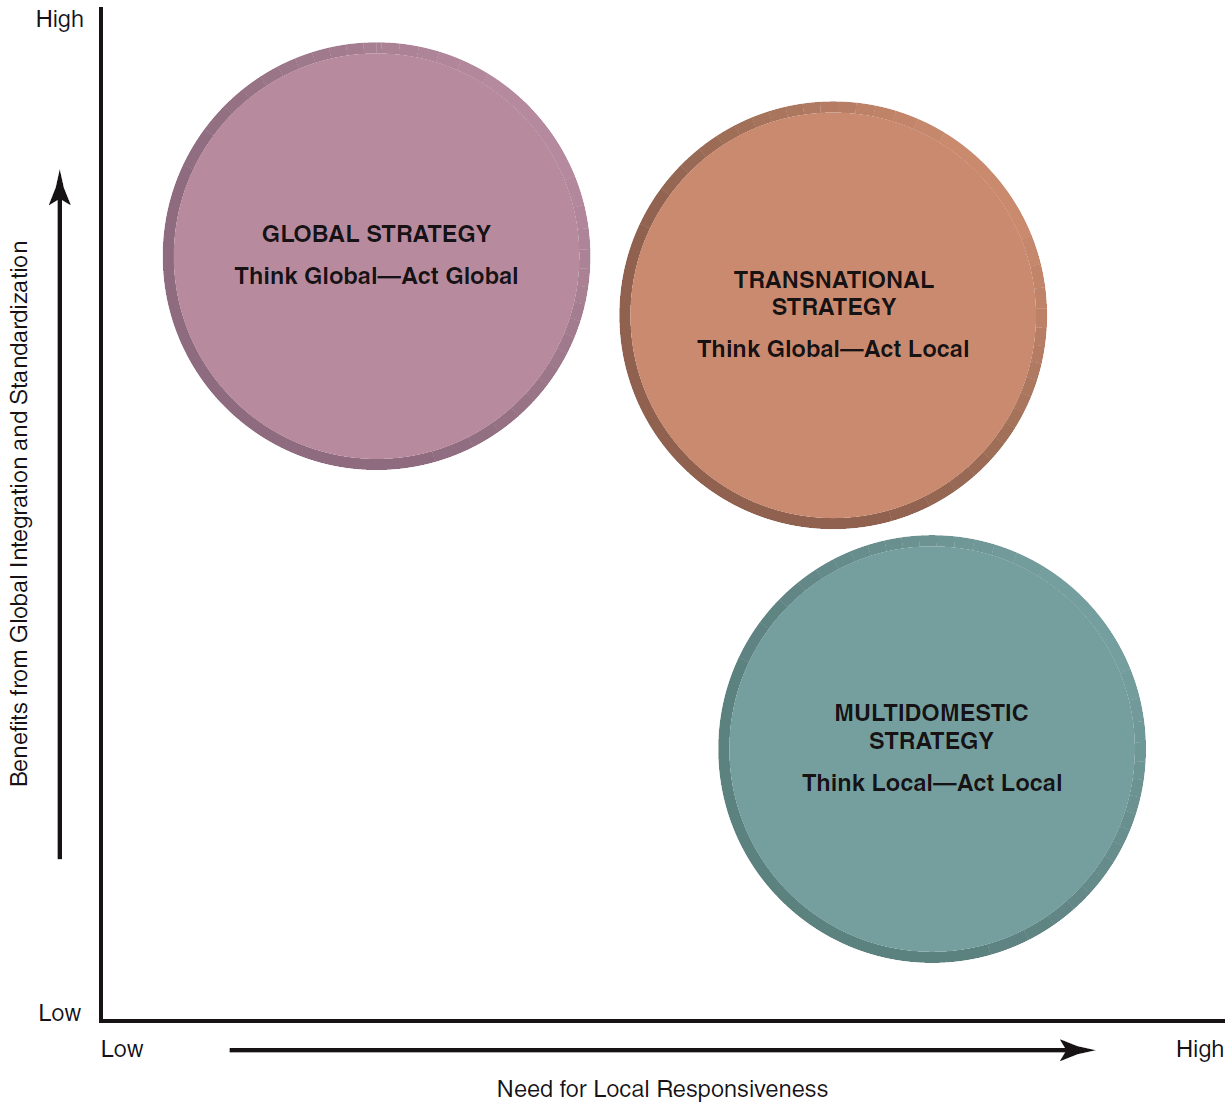 High
Benefits from Global Integration and Standardization
GLOBAL STRATEGY
Think Global—Act Global
TRANSNATIONAL
STRATEGY
Think Global—Act Local
MULTIDOMESTIC
STRATEGY
Think Local—Act Local
Low
Low
High
Need for Local Responsiveness